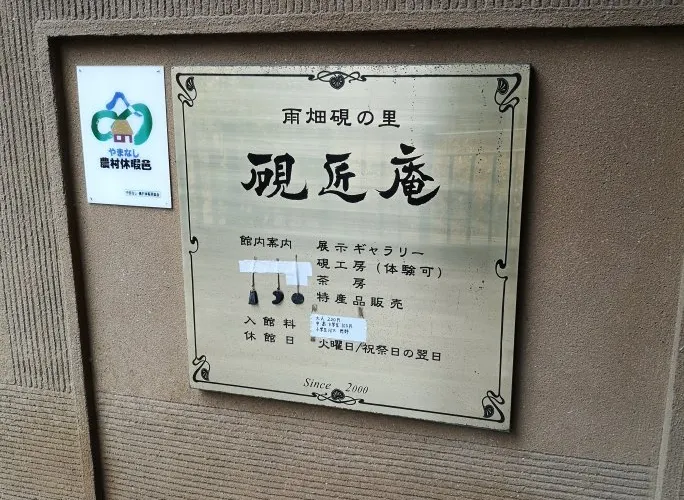 やまなし
農村休暇邑
雨畑硯の里
硯匠庵
館内案内 展示ギャラリー
硯工房(体験可)
茶房
特産品販売
入館料
休館日 火曜日/祝祭日の翌日
Since 2000